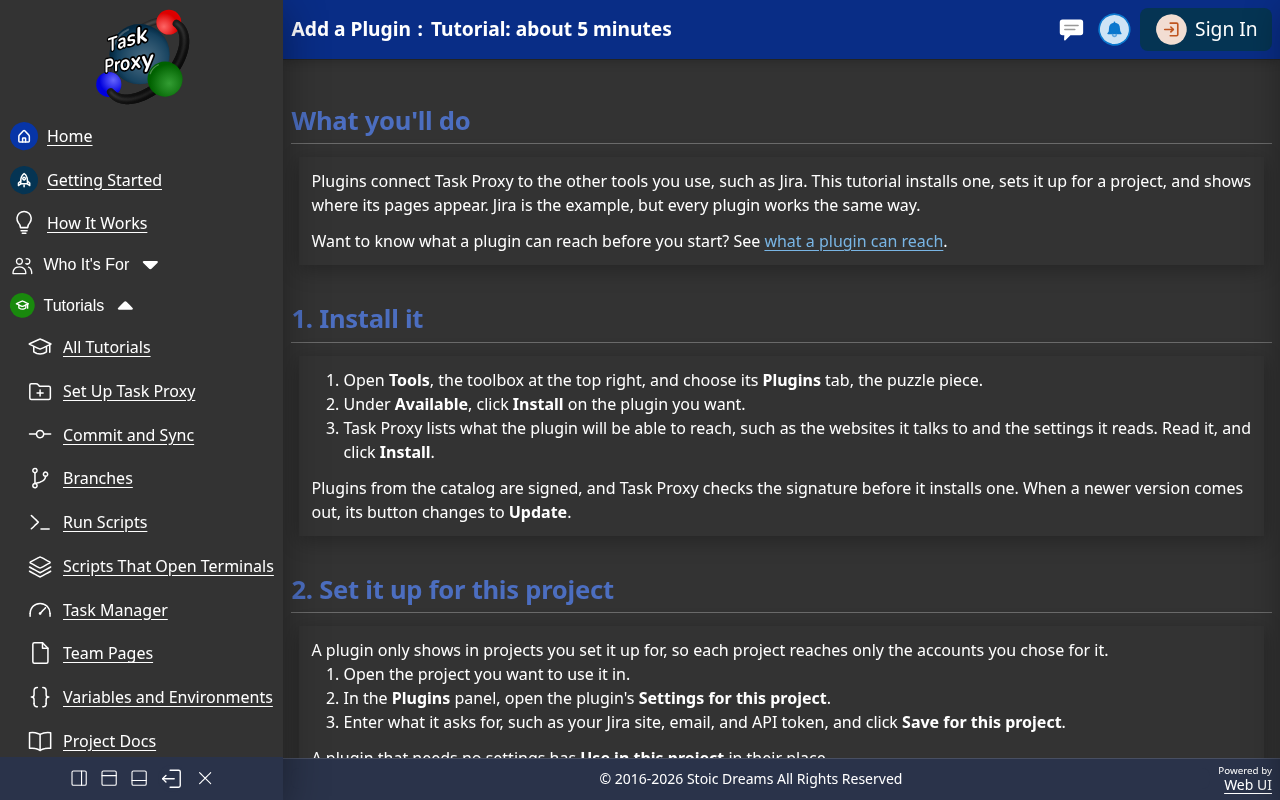 Task
Proxy
Home
Getting Started
How It Works
Who It's For
Tutorials
All Tutorials
Set Up Task Proxy
Commit and Sync
Branches
Run Scripts
Scripts That Open Terminals
Task Manager
Team Pages
Variables and Environments
Project Docs
Add a Plugin : Tutorial: about 5 minutes
Sign In
What you'll do
Plugins connect Task Proxy to the other tools you use, such as Jira. This tutorial installs one, sets it up for a project, and shows
where its pages appear. Jira is the example, but every plugin works the same way.
Want to know what a plugin can reach before you start? See what a plugin can reach.
1. Install it
1. Open Tools, the toolbox at the top right, and choose its Plugins tab, the puzzle piece.
2. Under Available, click Install on the plugin you want.
3. Task Proxy lists what the plugin will be able to reach, such as the websites it talks to and the settings it reads. Read it, and
click Install.
Plugins from the catalog are signed, and Task Proxy checks the signature before it installs one. When a newer version comes
out, its button changes to Update.
2. Set it up for this project
A plugin only shows in projects you set it up for, so each project reaches only the accounts you chose for it.
1. Open the project you want to use it in.
2. In the Plugins panel, open the plugin's Settings for this project.
3. Enter what it asks for, such as your Jira site, email, and API token, and click Save for this project.
A plugin that needs no settings has Use in this project in their place.
© 2016-2026 Stoic Dreams All Rights Reserved
Powered by
Web UI